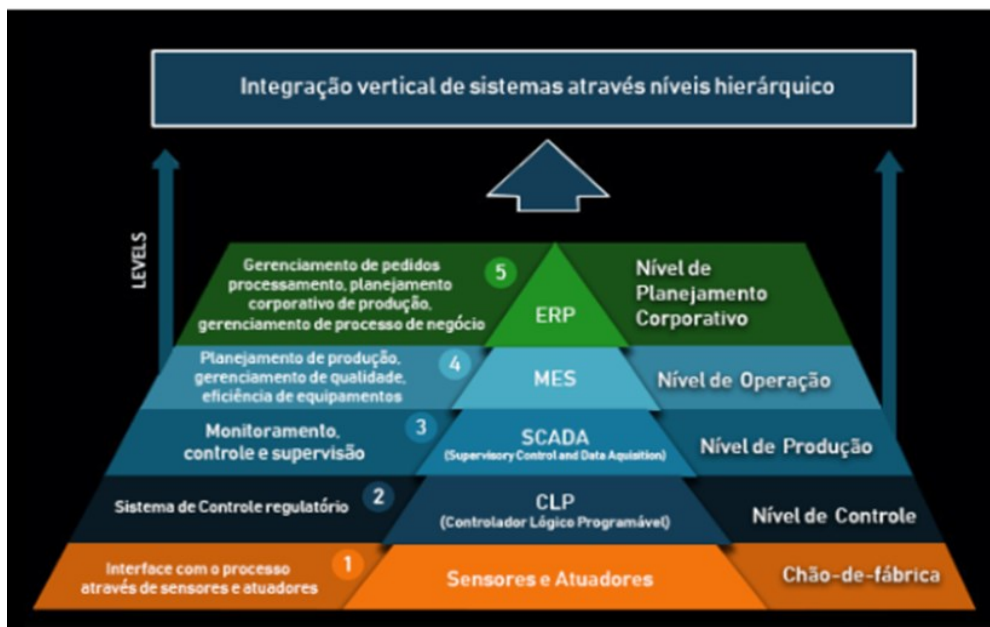 Integração vertical de sistemas através níveis hierárquico
LEVELS
Gerenciamento de pedidos
processamento, planejamento
corporativo de produção,
gerenciamento de processo de negócio
5
ERP
Nível de
Planejamento
Corporativo
Planejamento de produção,
gerenciamento de qualidade,
eficiência de equipamentos
4
MES
Nível de Operação
Monitoramento,
controle e supervisão
3
SCADA
(Supervisory Control and Data Aquisition)
Nível de Produção
Sistema de Controle regulatório
2
CLP
(Controlador Lógico Programável)
Nível de Controle
Interface com o processo
através de sensores e atuadores
1
Sensores e Atuadores
Chão-de-fábrica